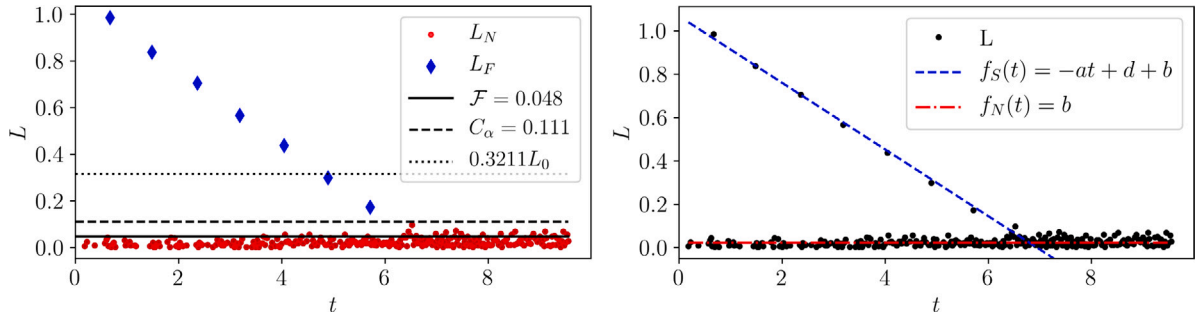 1.0
0.8
0.6
0.4
0.2
0.0
L
0 2 4 6 8
t
L_N
L_F
𝓕 = 0.048
C_α = 0.111
0.3211L_0
1.0
0.8
0.6
0.4
0.2
0.0
L
0 2 4 6 8
t
L
f_S(t) = −at + d + b
f_N(t) = b